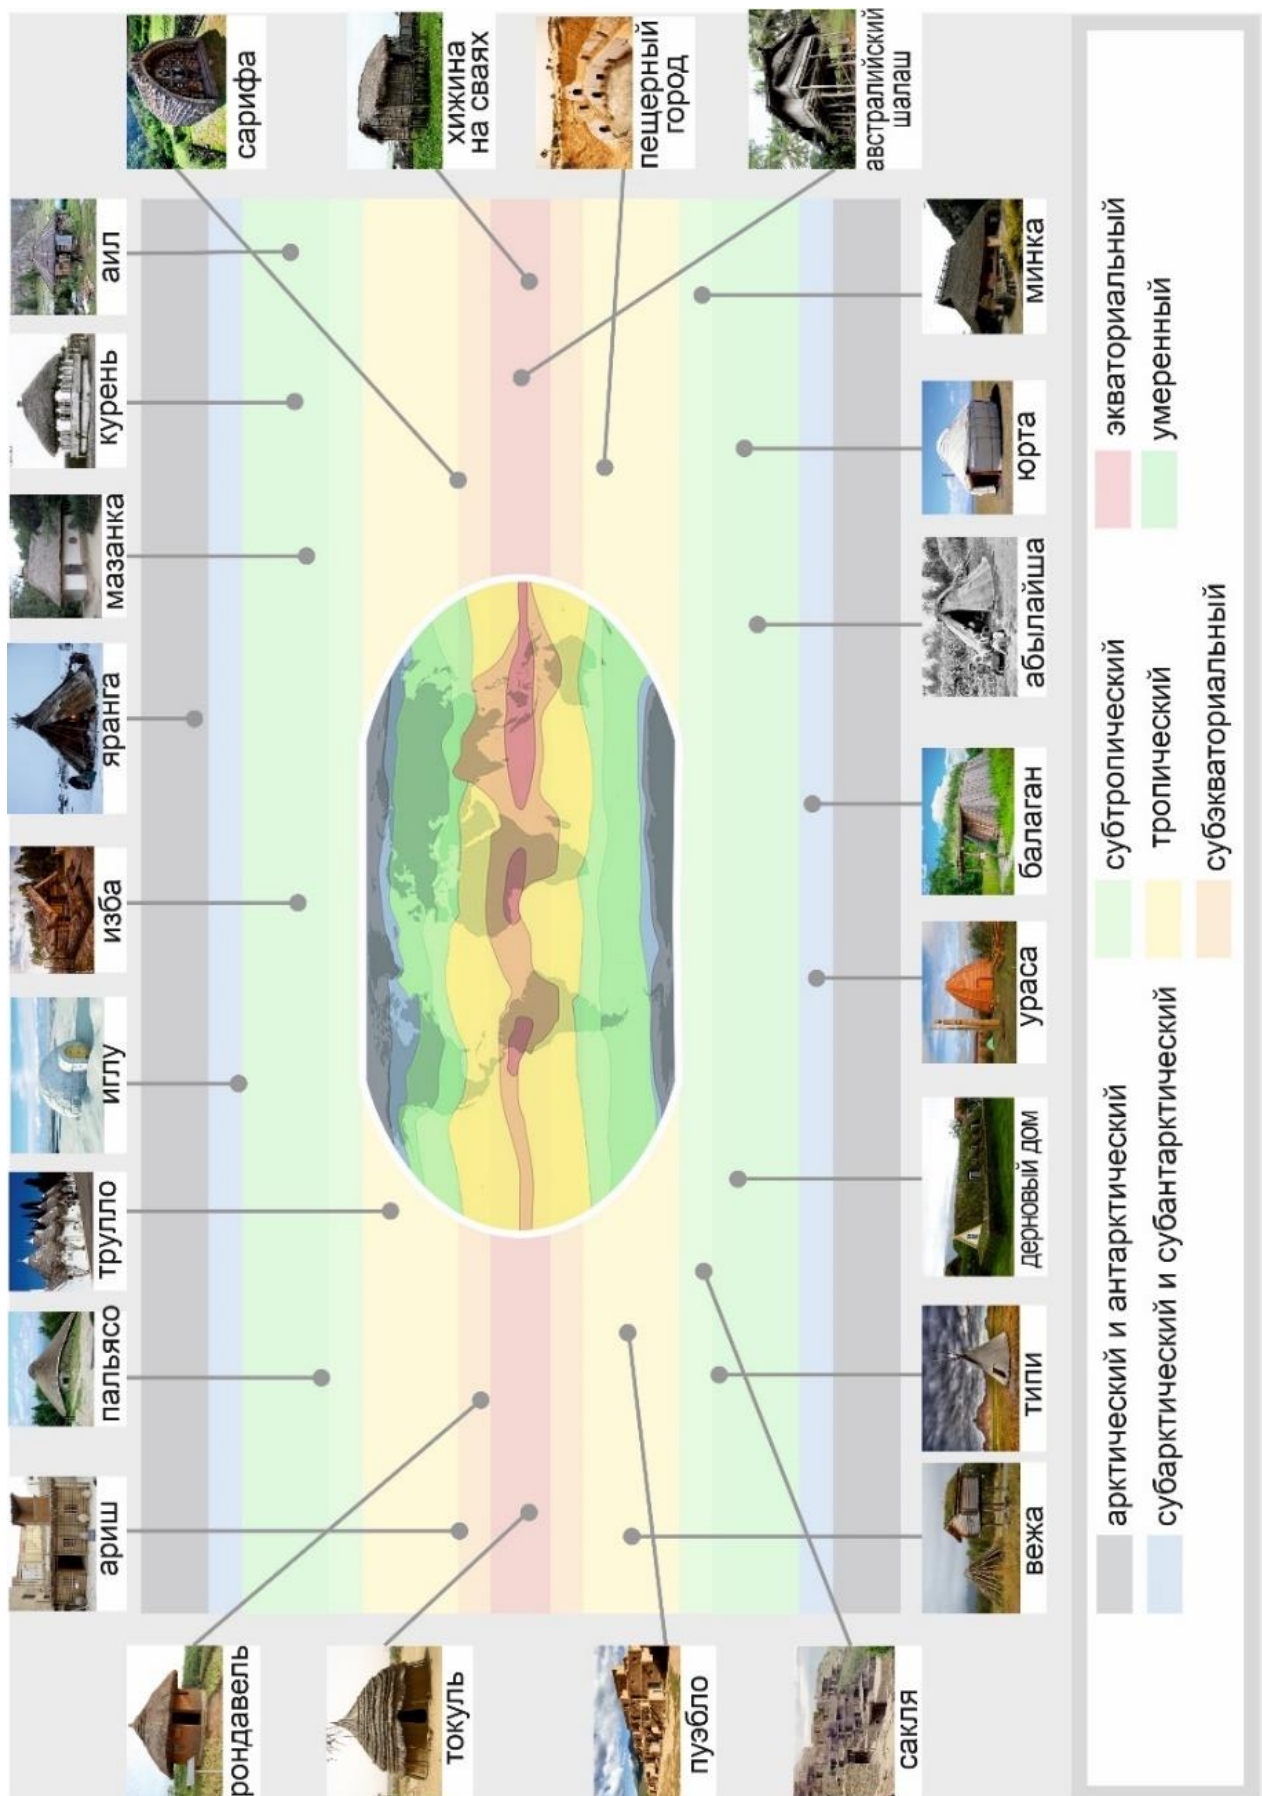 ариш
пальясо
трулло
иглу
изба
яранга
мазанка
курень
аил
рондавель
токуль
пуэбло
сакля
сарифа
хижина
на сваях
пещерный
город
австралийский
шалаш
вежа
типи
дерновый дом
ураса
балаган
абылайша
юрта
минка
арктический и антарктический
субтропический
экваториальный
субарктический и субантарктический
тропический
умеренный
субэкваториальный